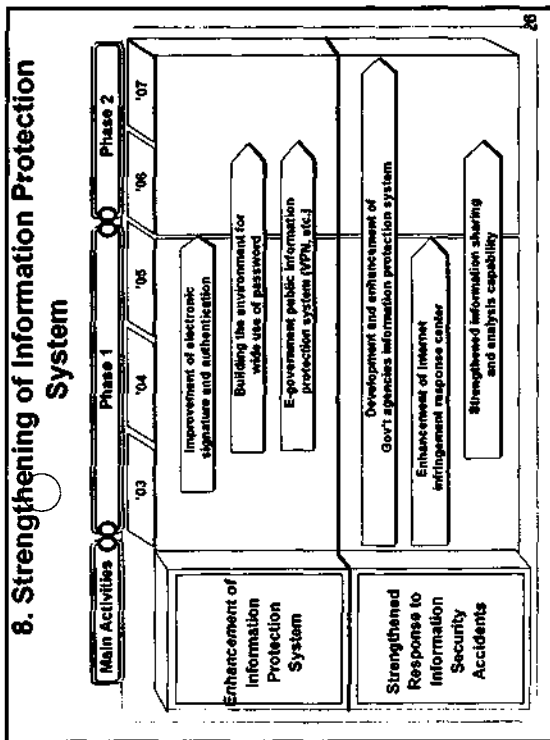 8. Strengthening of Information Protection
System
Main Activities
Phase 1
Phase 2
'03
'04
'05
'06
'07
Enhancement of
Information
Protection
System
Improvement of electronic
signature and authentication
Building the environment for
wide use of password
E-government public information
protection system (VPN, etc.)
Strengthened
Response to
Information
Security
Accidents
Development and enhancement of
Gov't agencies information protection system
Enhancement of Internet
infringement response center
Strengthened information sharing
and analysis capability
26